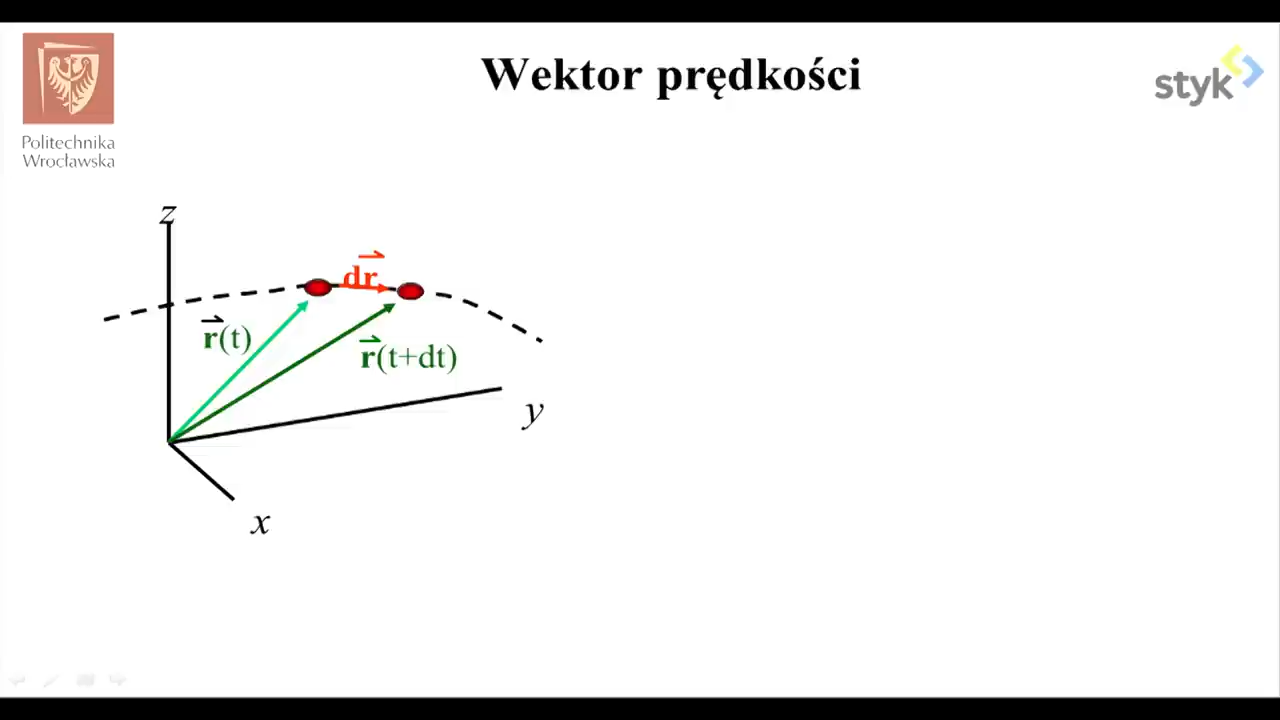 Wektor prędkości
styk
Politechnika
Wrocławska
z
dr
r(t)
r(t+dt)
y
x